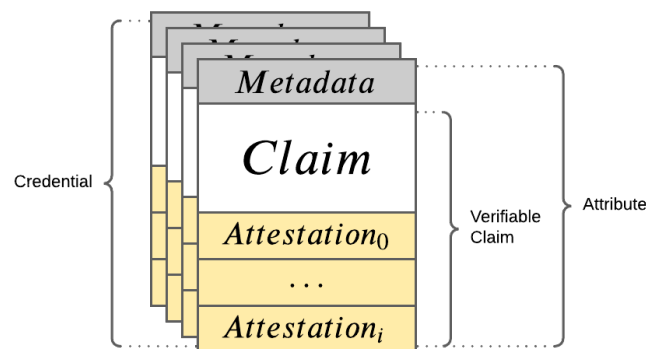 Metadata
Claim
Credential
Attribute
Verifiable
Claim
Attestation₀
...
Attestationᵢ